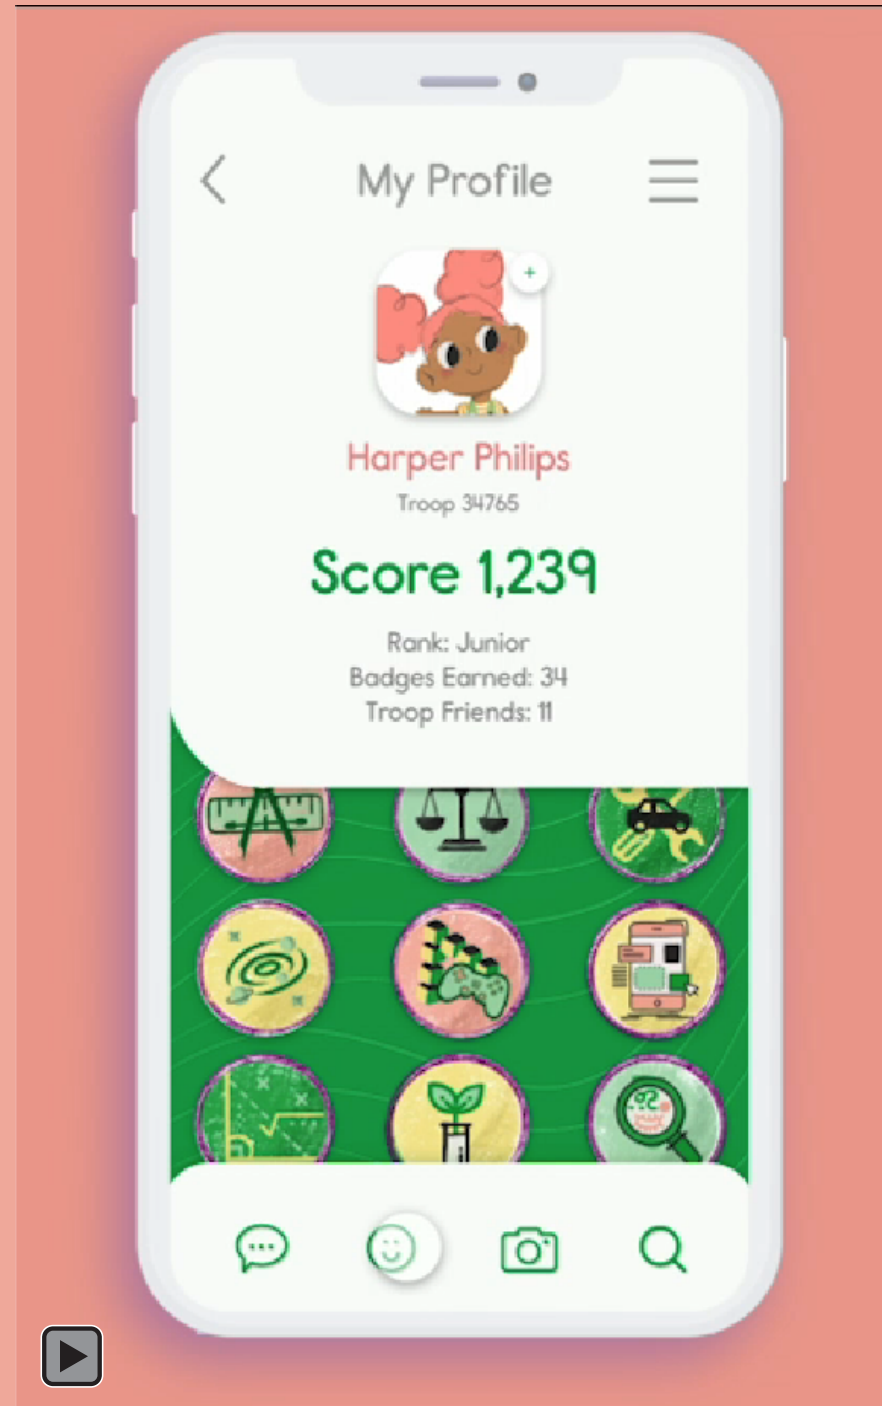 My Profile
Harper Philips
Troop 34765
Score 1,239
Rank: Junior
Badges Earned: 34
Troop Friends: 11